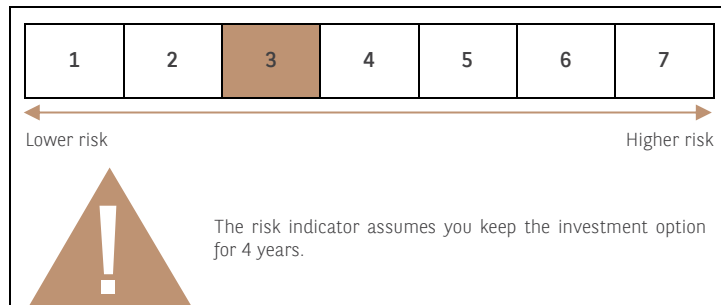 1 2 3 4 5 6 7
Lower risk Higher risk
!
The risk indicator assumes you keep the investment option
for 4 years.